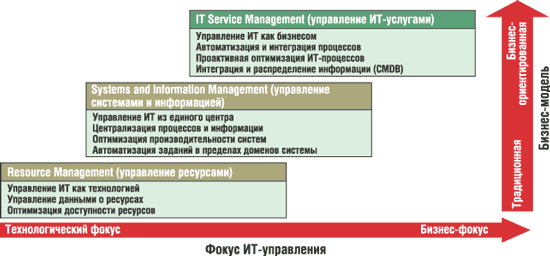 IT Service Management (управление ИТ-услугами)
Управление ИТ как бизнесом
Автоматизация и интеграция процессов
Проактивная оптимизация ИТ-процессов
Интеграция и распределение информации (CMDB)
Systems and Information Management (управление
системами и информацией)
Управление ИТ из единого центра
Централизация процессов и информации
Оптимизация производительности систем
Автоматизация заданий в пределах доменов системы
Resource Management (управление ресурсами)
Управление ИТ как технологией
Управление данными о ресурсах
Оптимизация доступности ресурсов
Технологический фокус
Бизнес-фокус
Фокус ИТ-управления
Традиционная
Бизнес-
ориентированная
Бизнес-модель